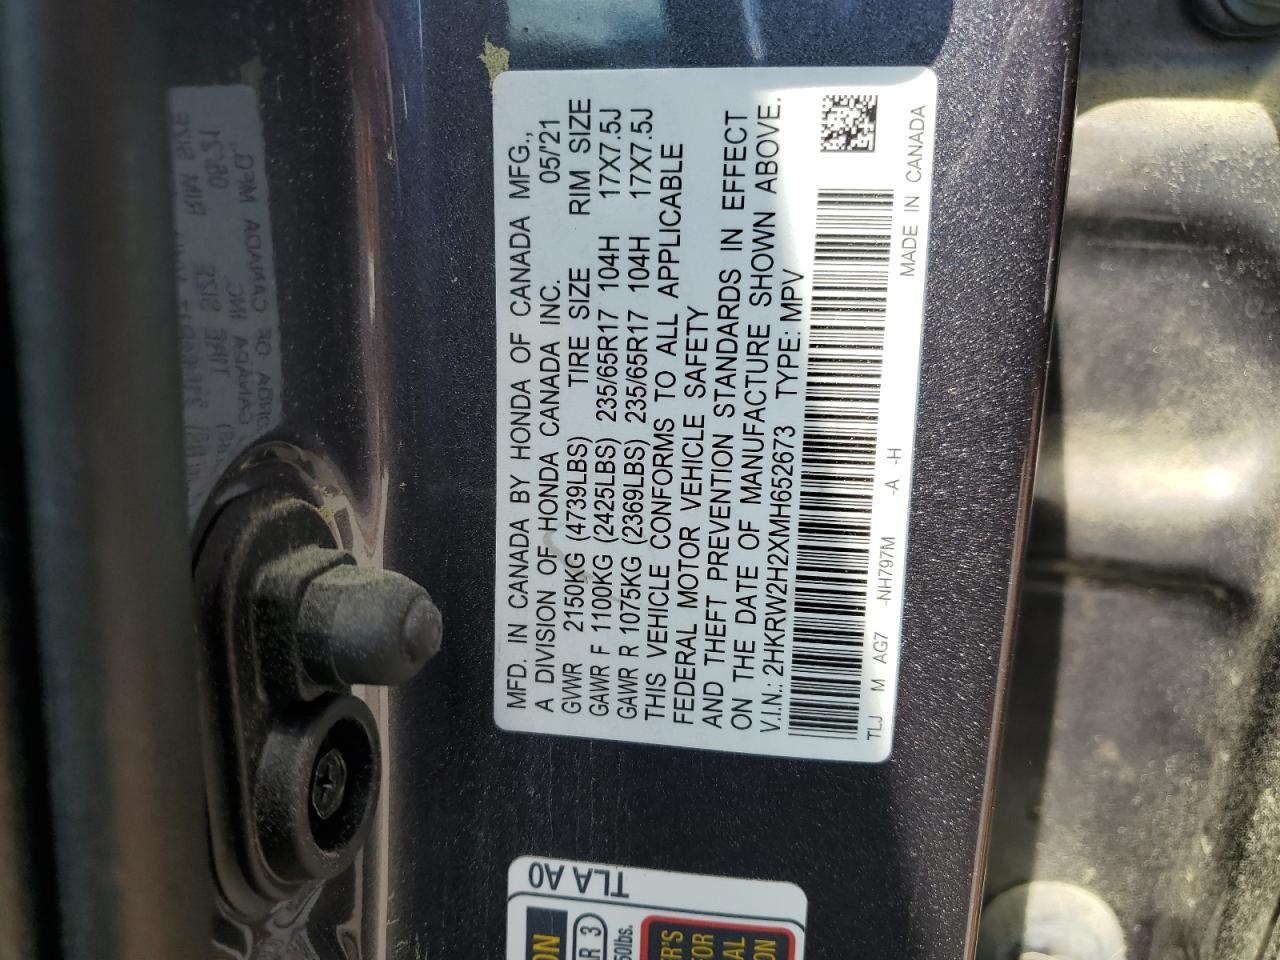 MFD. IN CANADA BY HONDA OF CANADA MFG.,
A DIVISION OF HONDA CANADA INC. 05/'21
GVWR 2150KG (4739LBS) TIRE SIZE RIM SIZE
GAWR F 1100KG (2425LBS) 235/65R17 104H 17X7.5J
GAWR R 1075KG (2369LBS) 235/65R17 104H 17X7.5J
THIS VEHICLE CONFORMS TO ALL APPLICABLE
FEDERAL MOTOR VEHICLE SAFETY
AND THEFT PREVENTION STANDARDS IN EFFECT
ON THE DATE OF MANUFACTURE SHOWN ABOVE.
V.I.N.: 2HKRW2H2XMH652673 TYPE: MPV
TLJ M AG7 -NH797M -A -H MADE IN CANADA
TLA A0
R 3
50lbs.